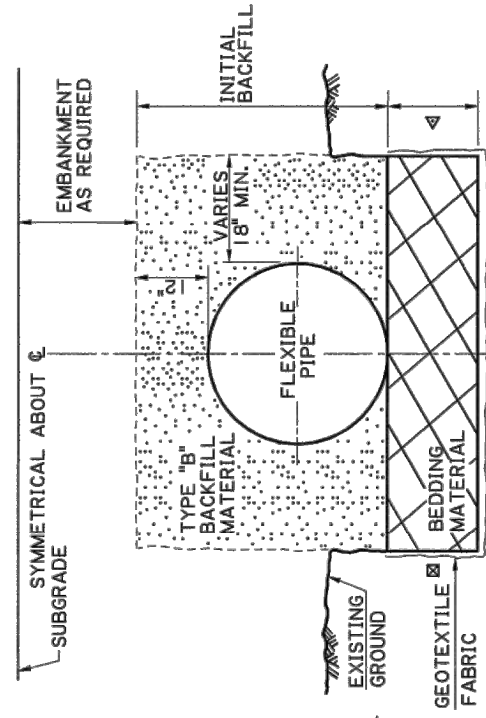 SYMMETRICAL ABOUT ℄
SUBGRADE
EMBANKMENT
AS REQUIRED
INITIAL
BACKFILL
12"
VARIES
18" MIN.
TYPE "B"
BACKFILL
MATERIAL
FLEXIBLE
PIPE
EXISTING
GROUND
BEDDING
MATERIAL
GEOTEXTILE
FABRIC